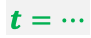 t = ...